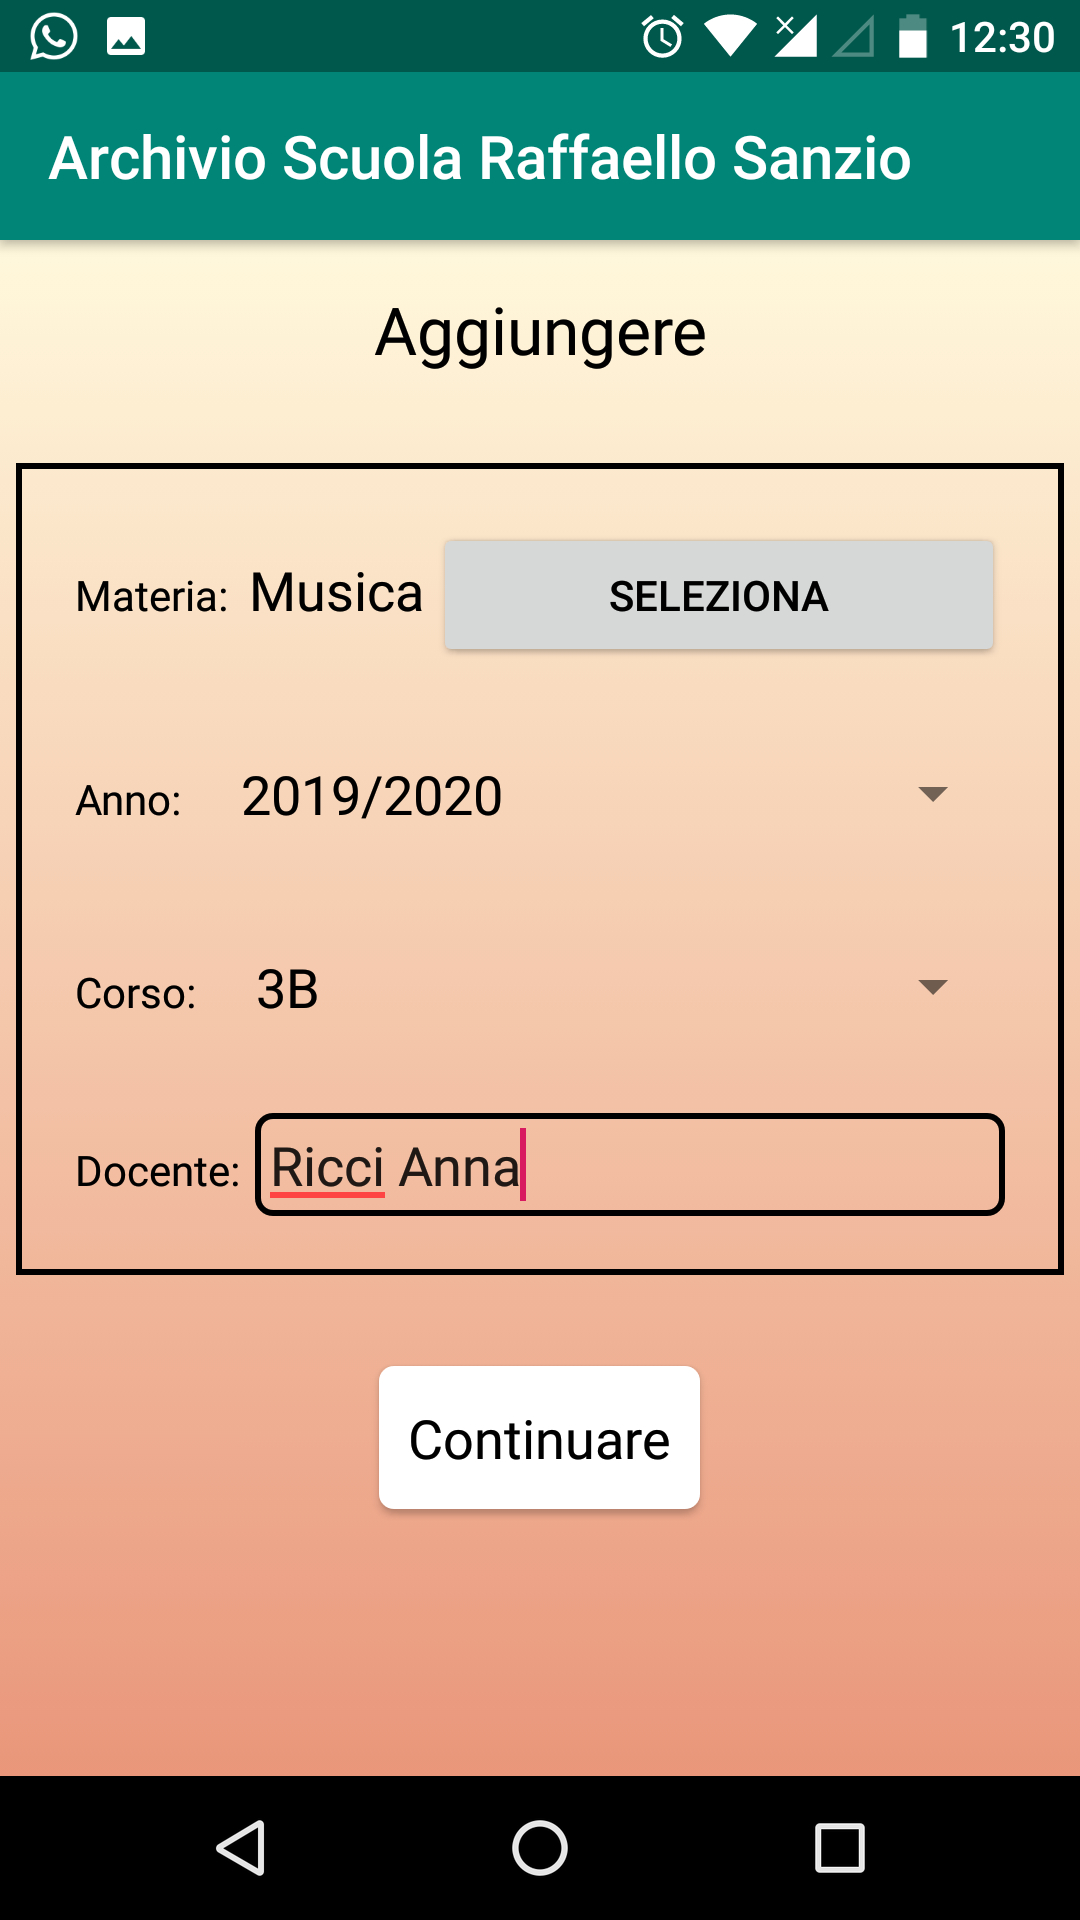 12:30
Archivio Scuola Raffaello Sanzio
Aggiungere
Materia: Musica SELEZIONA
Anno: 2019/2020
Corso: 3B
Docente: Ricci Anna
Continuare